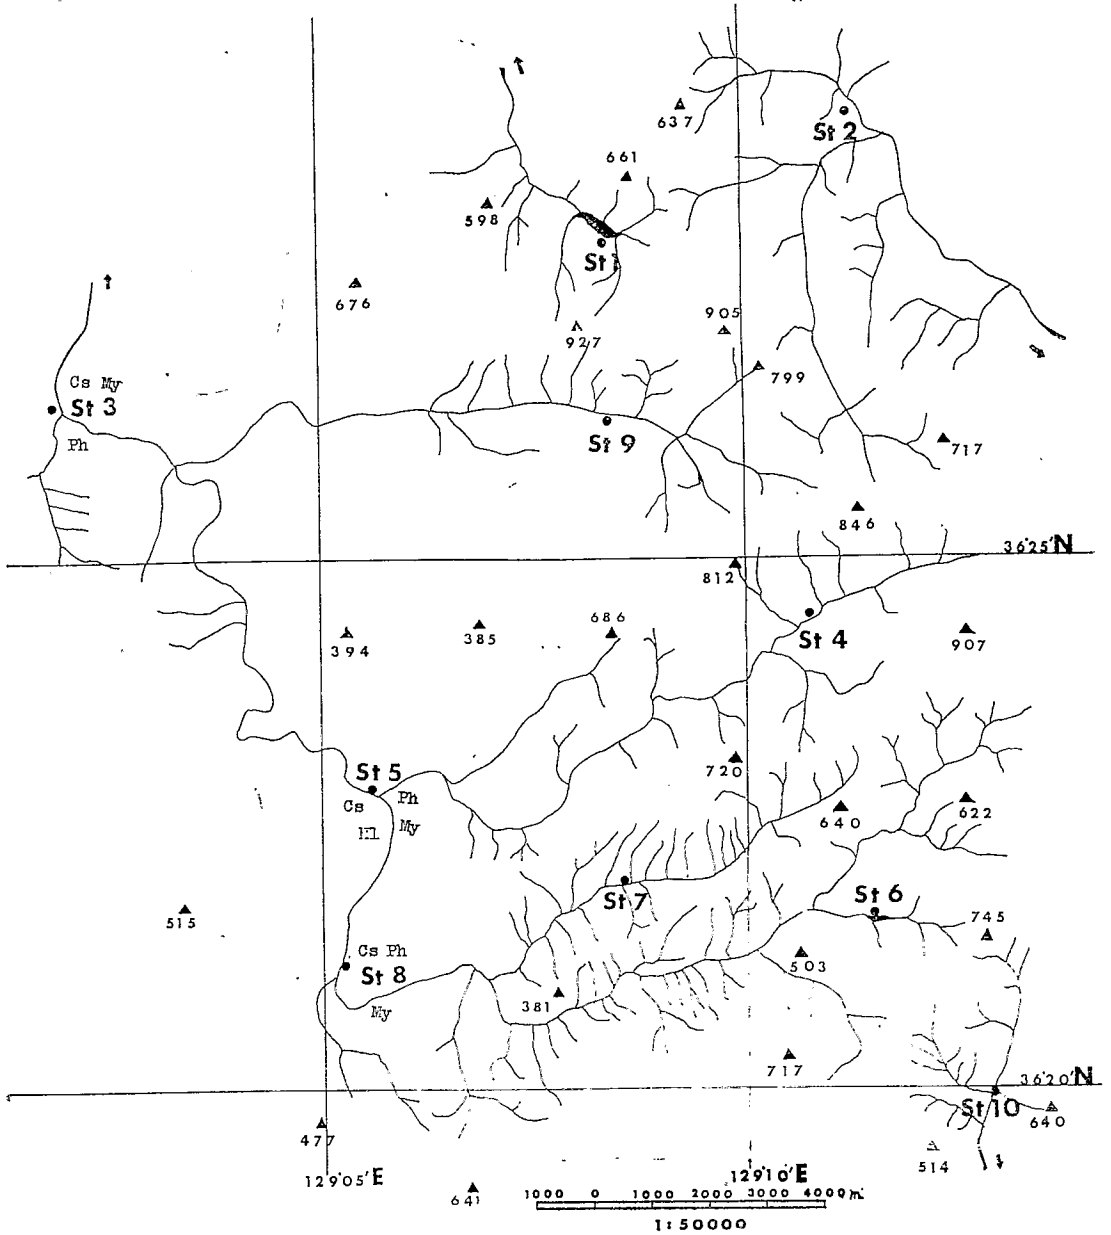 637
St 2
661
598
St 1
676
905
927
799
Cs My
St 3
Ph
St 9
717
846
36°25'N
812
686
385
394
St 4
907
720
St 5
Cs Ph
Hl My
640
622
St 7
St 6
515
745
503
Cs Ph
St 8
381
My
717
36°20'N
St 10
640
477
514
129°05'E
129°10'E
641
1000 0 1000 2000 3000 4000m
1:50000